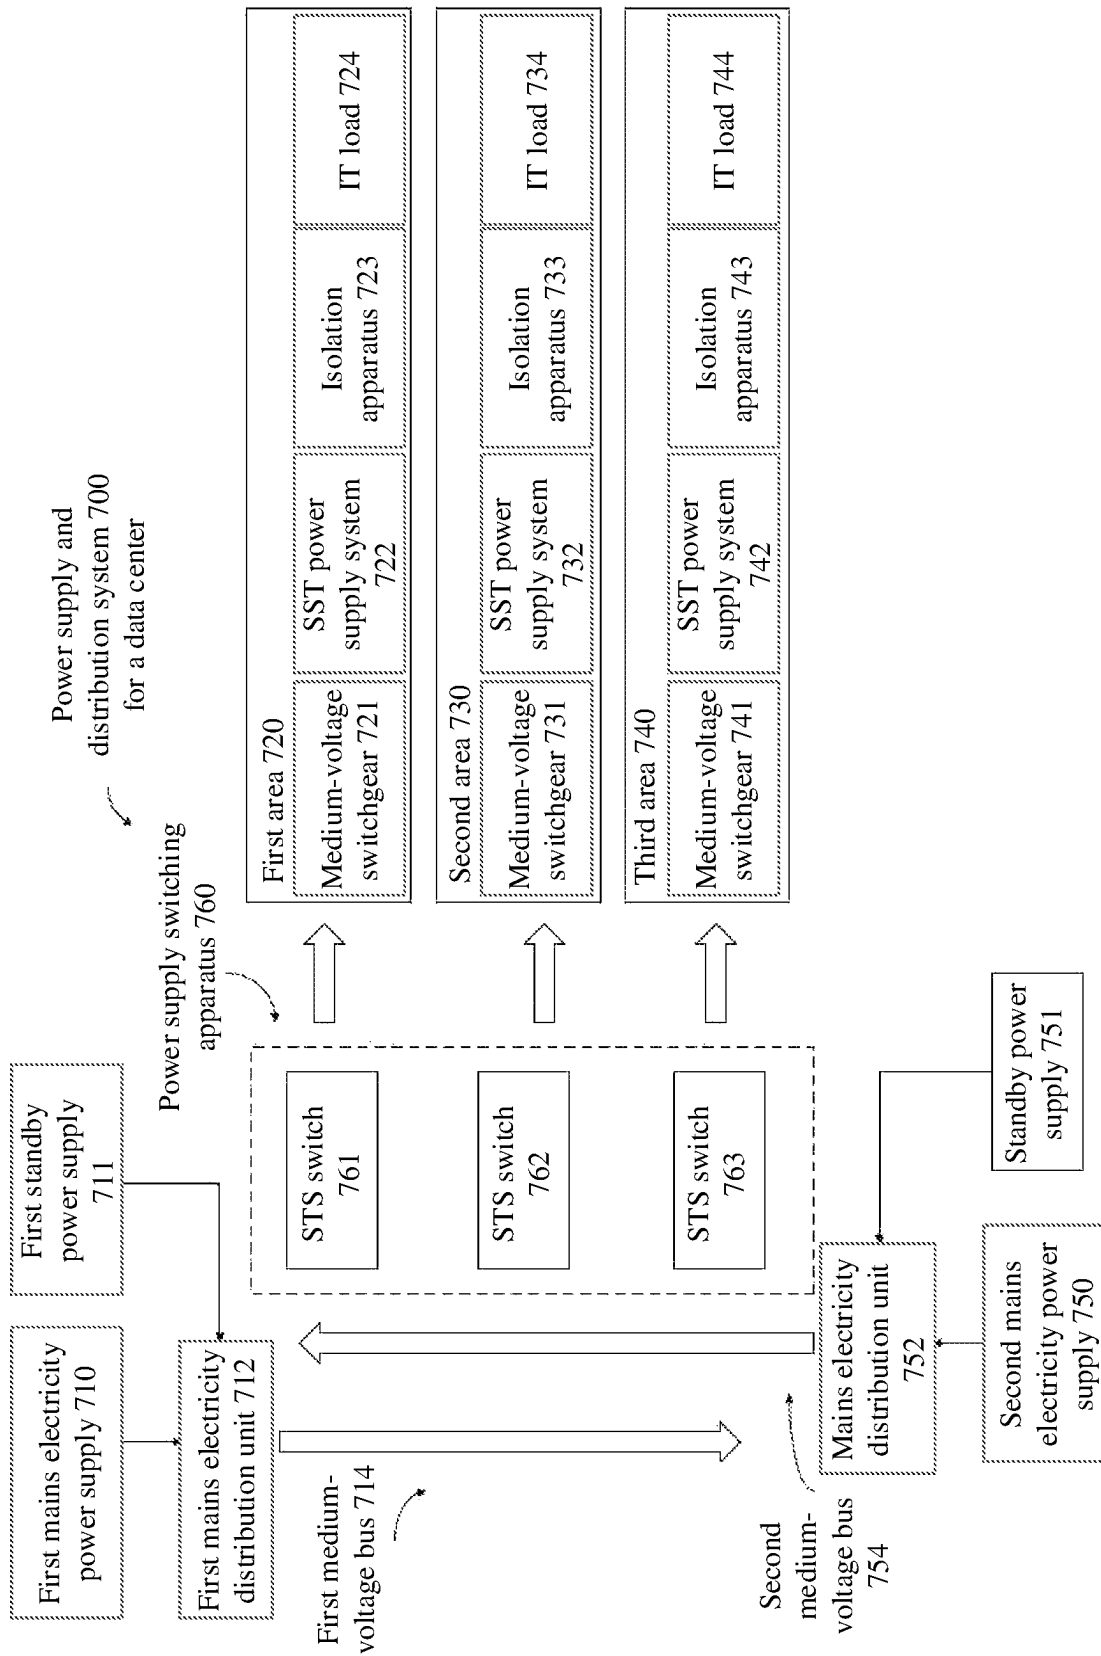 Power supply and
distribution system 700
for a data center
First mains electricity
power supply 710
First standby
power supply
711
First mains electricity
distribution unit 712
Power supply switching
apparatus 760
First medium-
voltage bus 714
STS switch
761
STS switch
762
STS switch
763
First area 720
Medium-voltage
switchgear 721
SST power
supply system
722
Isolation
apparatus 723
IT load 724
Second area 730
Medium-voltage
switchgear 731
SST power
supply system
732
Isolation
apparatus 733
IT load 734
Third area 740
Medium-voltage
switchgear 741
SST power
supply system
742
Isolation
apparatus 743
IT load 744
Second
medium-
voltage bus
754
Mains electricity
distribution unit
752
Second mains
electricity power
supply 750
Standby power
supply 751